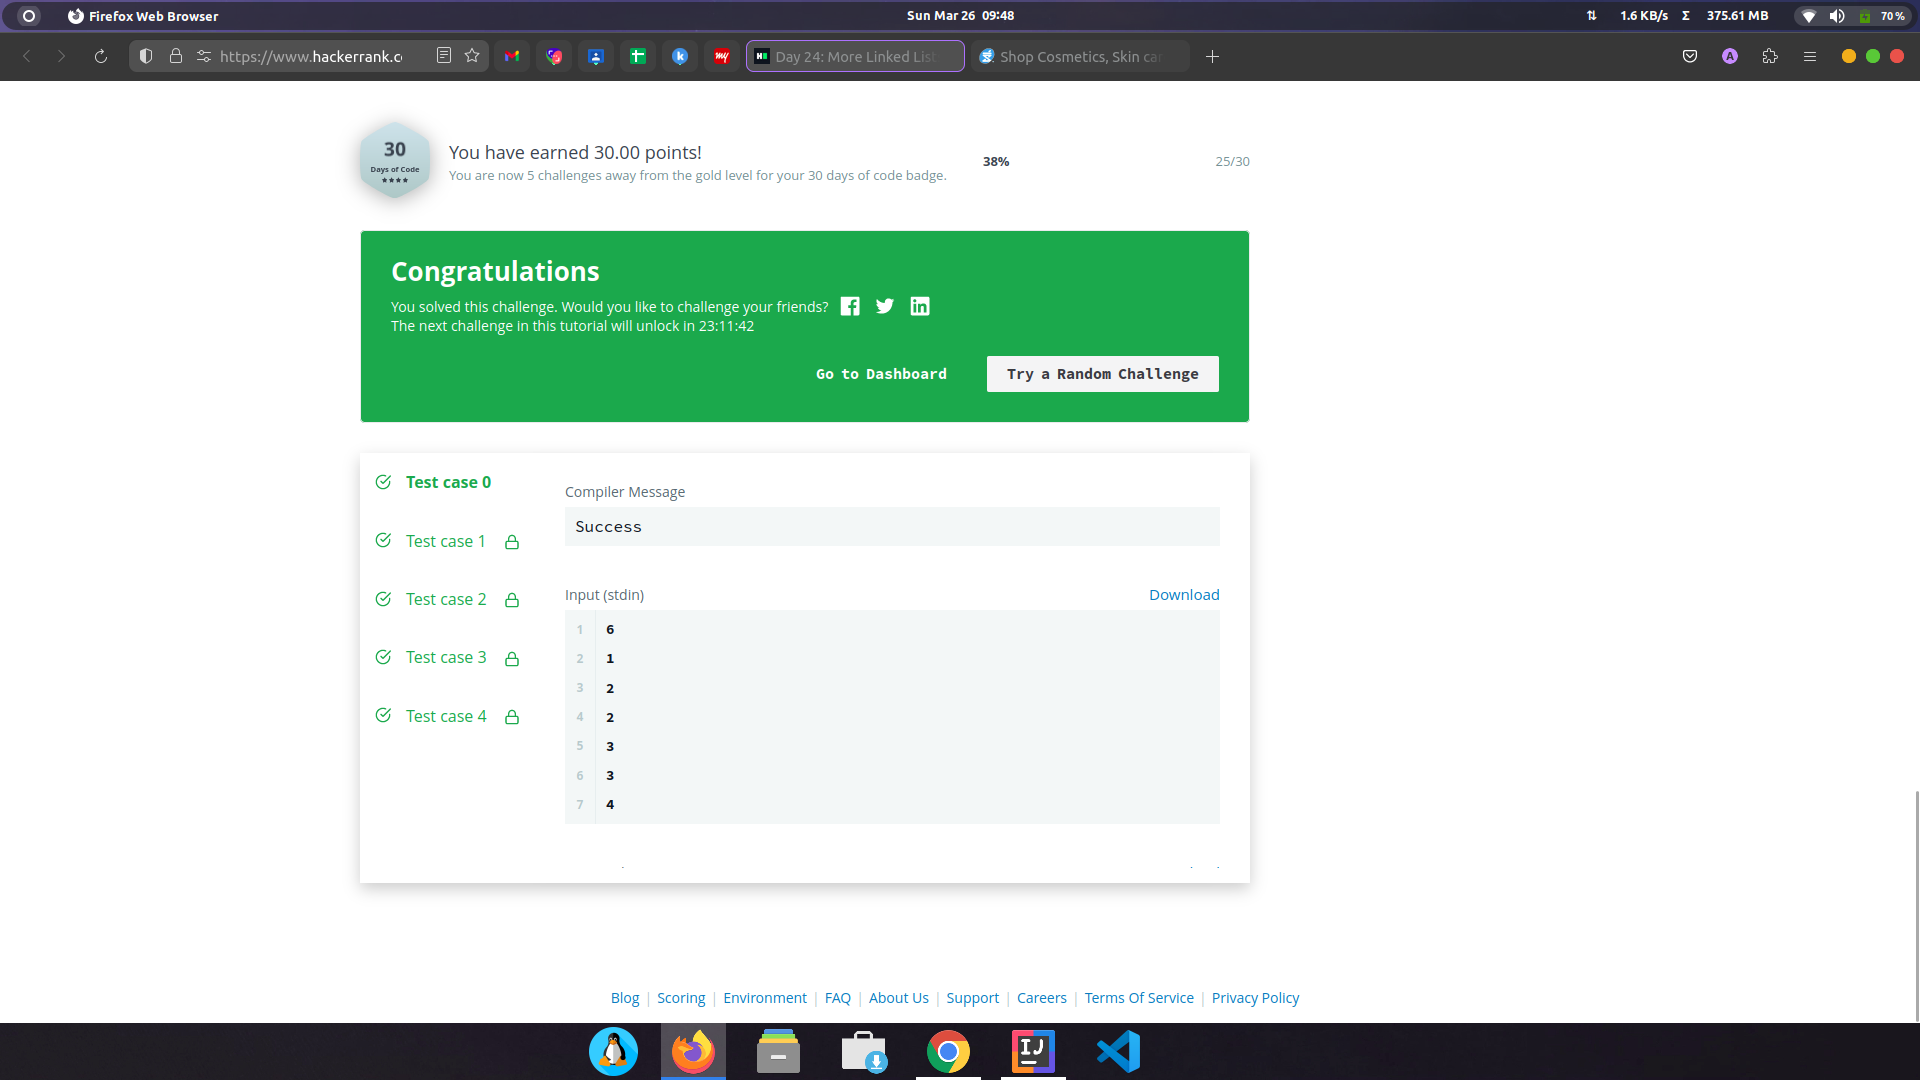 Firefox Web Browser
Sun Mar 26 09:48
1.6 KB/s Σ 375.61 MB
70 %
https://www.hackerrank.c
Day 24: More Linked List
Shop Cosmetics, Skin car
A
30
Days of Code
You have earned 30.00 points!
You are now 5 challenges away from the gold level for your 30 days of code badge.
38%
25/30
Congratulations
You solved this challenge. Would you like to challenge your friends?
The next challenge in this tutorial will unlock in 23:11:42
Go to Dashboard
Try a Random Challenge
Test case 0
Test case 1
Test case 2
Test case 3
Test case 4
Compiler Message
Success
Input (stdin)
Download
1 6
2 1
3 2
4 2
5 3
6 3
7 4
Blog | Scoring | Environment | FAQ | About Us | Support | Careers | Terms Of Service | Privacy Policy
IJ